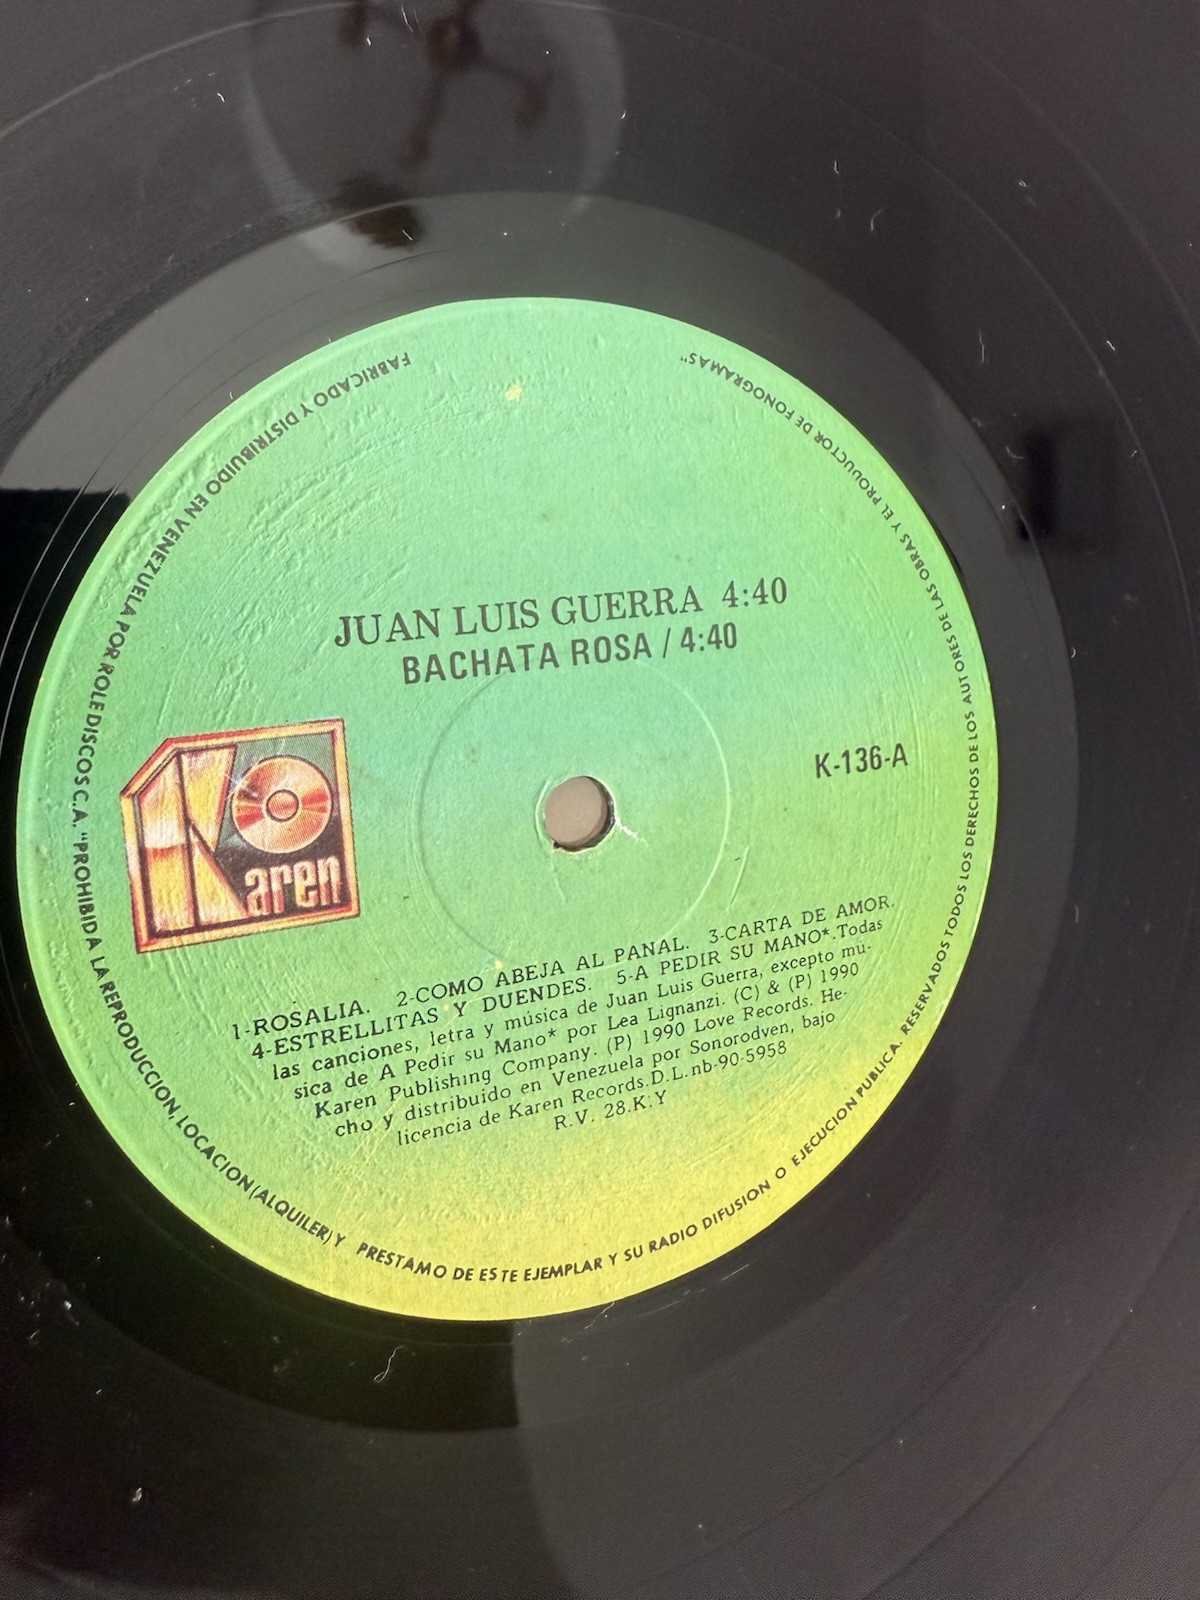 JUAN LUIS GUERRA 4:40
BACHATA ROSA / 4:40
Karen
K-136-A
1-ROSALIA. 2-COMO ABEJA AL PANAL. 3-CARTA DE AMOR.
4-ESTRELLITAS Y DUENDES. 5-A PEDIR SU MANO*.Todas
las canciones, letra y música de Juan Luis Guerra, excepto mú-
sica de A Pedir su Mano* por Lea Lignanzi. (C) & (P) 1990
Karen Publishing Company. (P) 1990 Love Records. He-
cho y distribuido en Venezuela por Sonorodven, bajo
licencia de Karen Records.D.L.nb-90-5958
R.V. 28.K.Y
FABRICADO Y DISTRIBUIDO EN VENEZUELA POR ROLE DISCOS C.A. "PROHIBIDA LA REPRODUCCION, LOCACION (ALQUILER) Y PRESTAMO DE ESTE EJEMPLAR Y SU RADIO DIFUSION O EJECUCION PUBLICA. RESERVADOS TODOS LOS DERECHOS DE LOS AUTORES DE LAS OBRAS Y EL PRODUCTOR DE FONOGRAMAS"